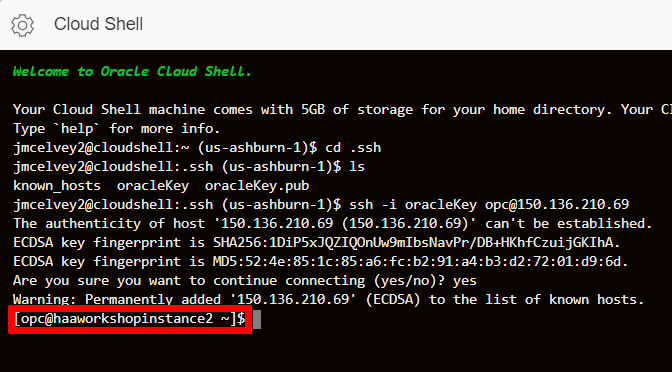 Cloud Shell
Welcome to Oracle Cloud Shell.
Your Cloud Shell machine comes with 5GB of storage for your home directory. Your Cl
Type `help` for more info.
jmcelvey2@cloudshell:~ (us-ashburn-1)$ cd .ssh
jmcelvey2@cloudshell:.ssh (us-ashburn-1)$ ls
known_hosts  oracleKey  oracleKey.pub
jmcelvey2@cloudshell:.ssh (us-ashburn-1)$ ssh -i oracleKey opc@150.136.210.69
The authenticity of host '150.136.210.69 (150.136.210.69)' can't be established.
ECDSA key fingerprint is SHA256:1DiP5xJQZIQOnUw9mIbsNavPr/DB+HKhfCzuijGKIhA.
ECDSA key fingerprint is MD5:52:4e:85:1c:85:a6:fc:b2:91:a4:b3:d2:72:01:d9:6d.
Are you sure you want to continue connecting (yes/no)? yes
Warning: Permanently added '150.136.210.69' (ECDSA) to the list of known hosts.
[opc@haaworkshopinstance2 ~]$